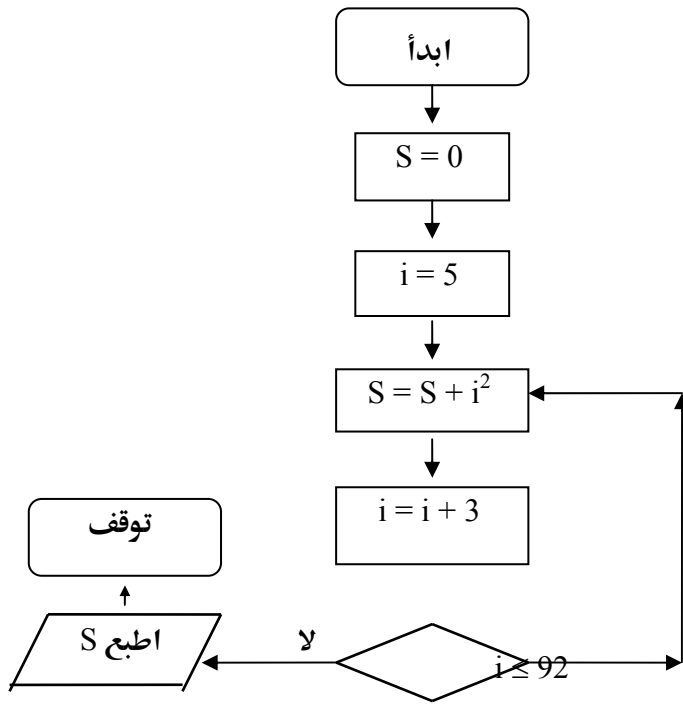 ابدأ
S = 0
i = 5
S = S + i²
i = i + 3
i ≤ 92
لا
اطبع S
توقف